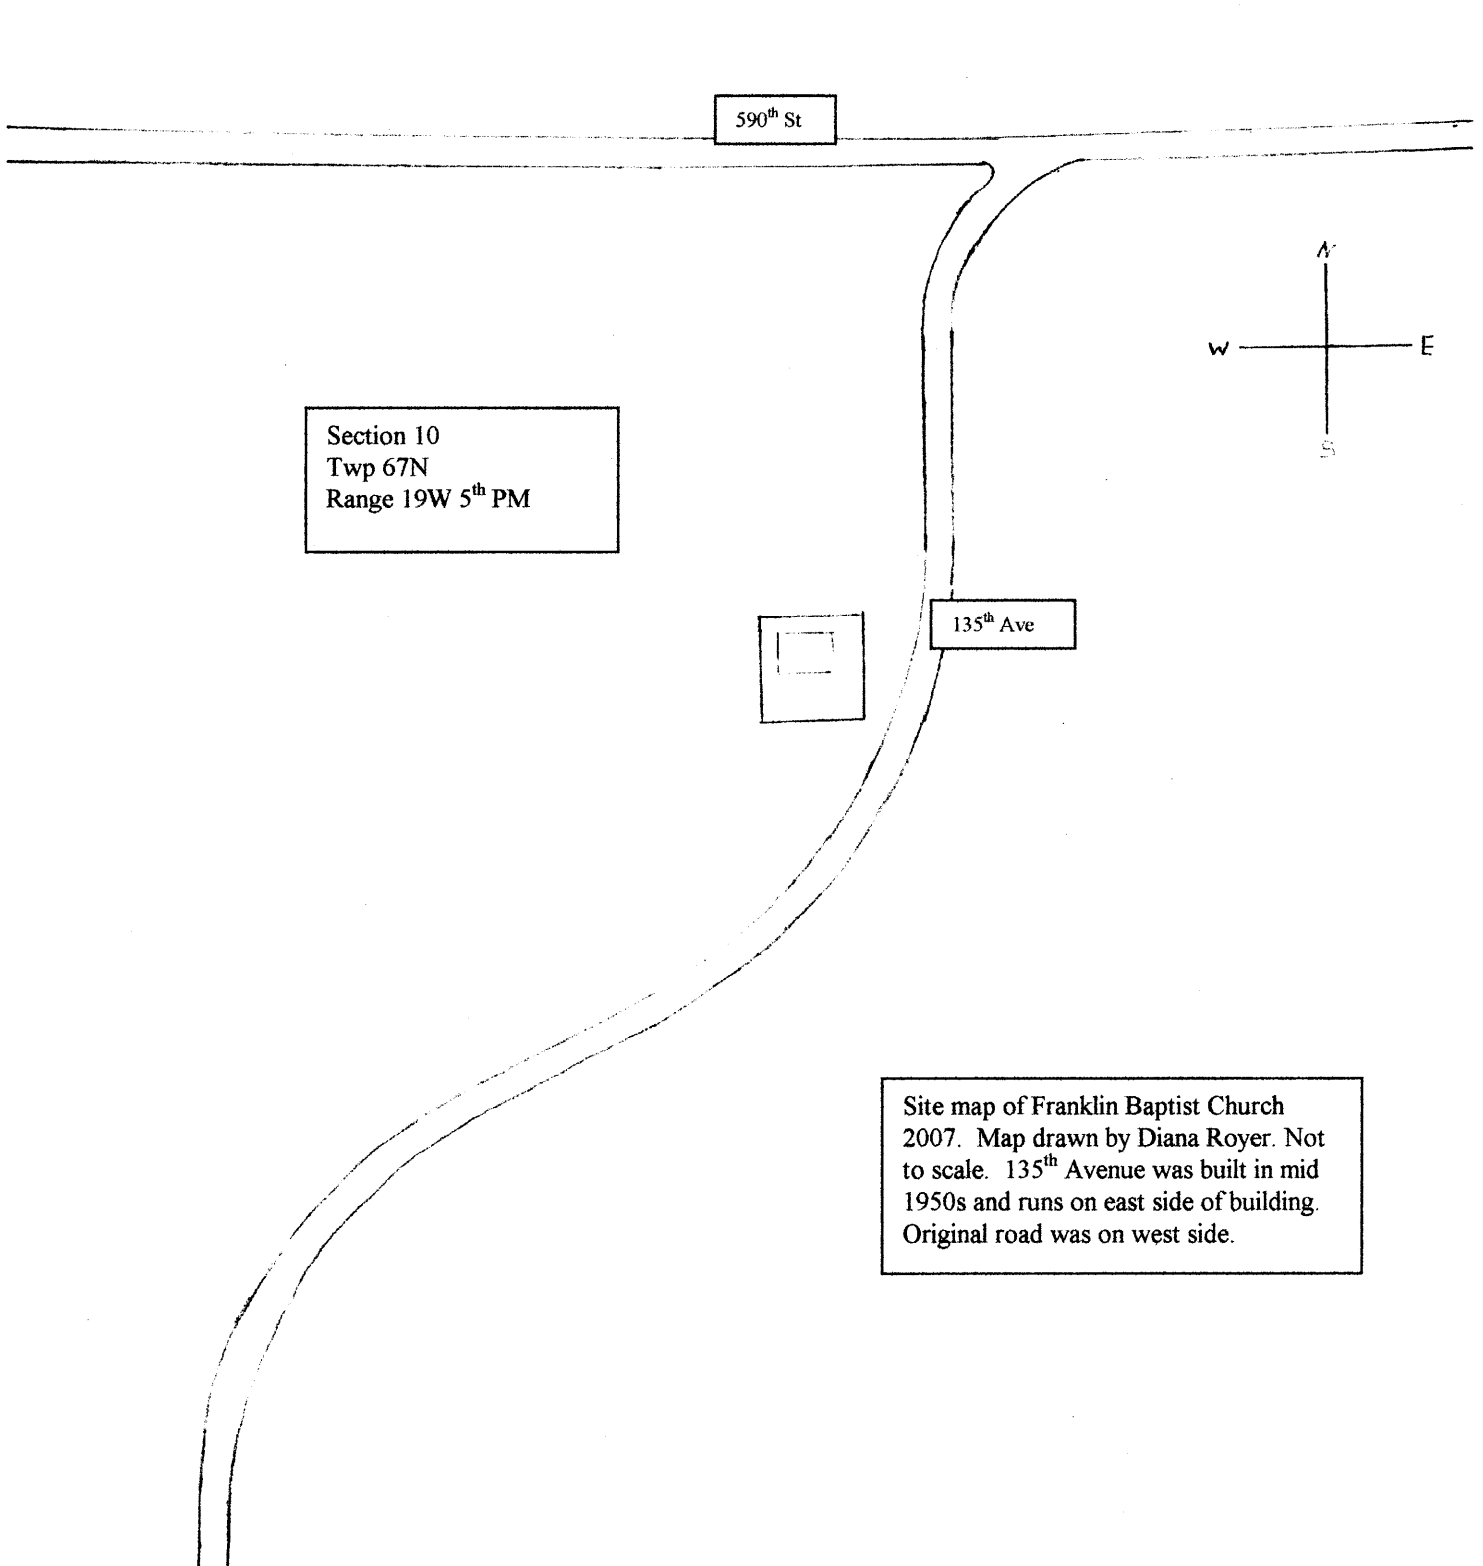 590th St
N
W E
S
Section 10
Twp 67N
Range 19W 5th PM
135th Ave
Site map of Franklin Baptist Church
2007. Map drawn by Diana Royer. Not
to scale. 135th Avenue was built in mid
1950s and runs on east side of building.
Original road was on west side.